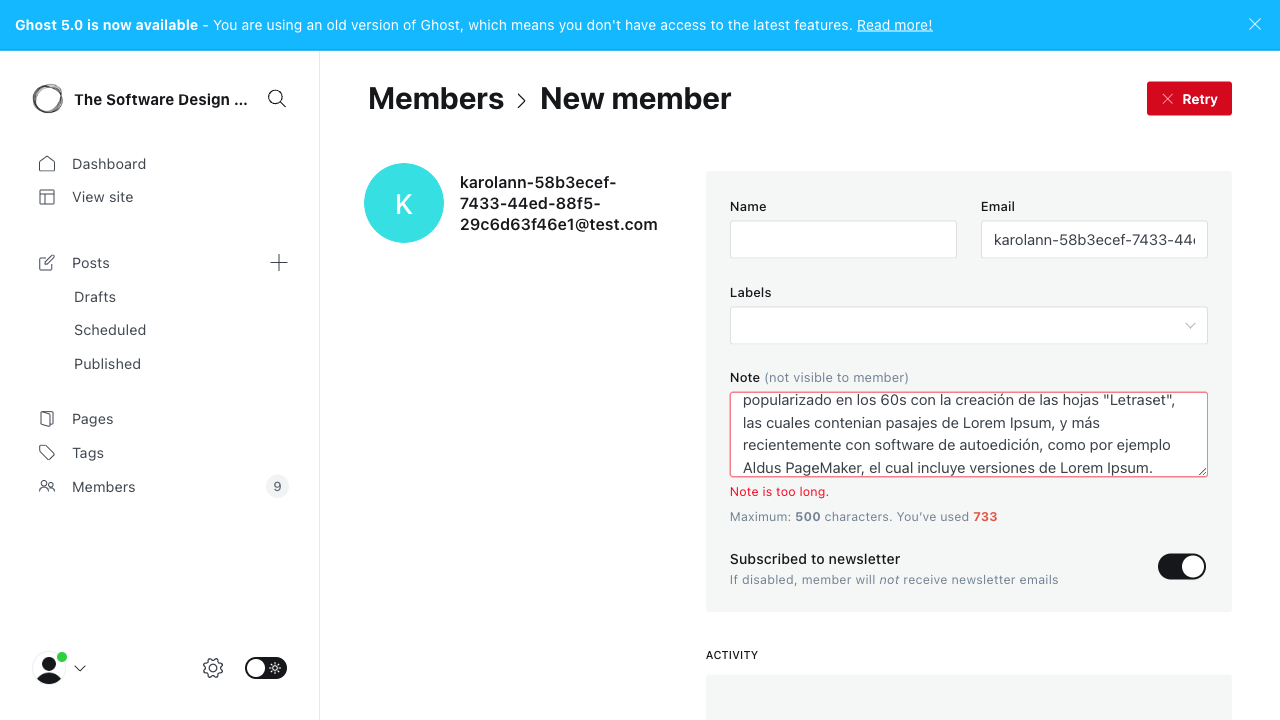 Ghost 5.0 is now available - You are using an old version of Ghost, which means you don't have access to the latest features. Read more!
The Software Design ...
Dashboard
View site
Posts
Drafts
Scheduled
Published
Pages
Tags
Members 9
Members > New member
Retry
K
karolann-58b3ecef-
7433-44ed-88f5-
29c6d63f46e1@test.com
Name
Email
karolann-58b3ecef-7433-44
Labels
Note (not visible to member)
popularizado en los 60s con la creación de las hojas "Letraset",
las cuales contenian pasajes de Lorem Ipsum, y más
recientemente con software de autoedición, como por ejemplo
Aldus PageMaker, el cual incluye versiones de Lorem Ipsum.
Note is too long.
Maximum: 500 characters. You've used 733
Subscribed to newsletter
If disabled, member will not receive newsletter emails
ACTIVITY